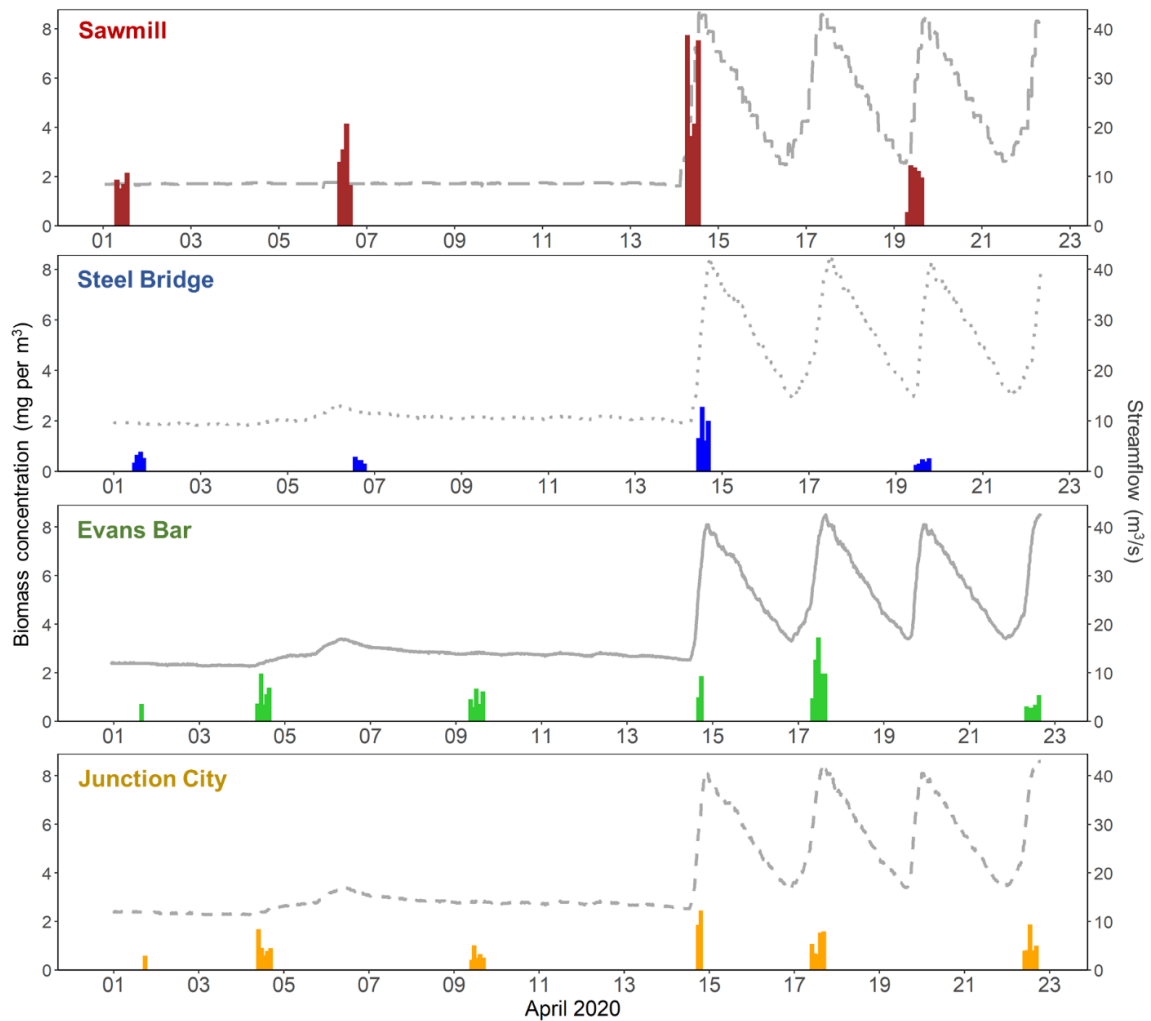 Sawmill
8 6 4 2 0
40 30 20 10 0
01 03 05 07 09 11 13 15 17 19 21 23
Steel Bridge
8 6 4 2 0
40 30 20 10 0
01 03 05 07 09 11 13 15 17 19 21 23
Evans Bar
8 6 4 2 0
40 30 20 10 0
01 03 05 07 09 11 13 15 17 19 21 23
Junction City
8 6 4 2 0
40 30 20 10 0
01 03 05 07 09 11 13 15 17 19 21 23
April 2020
Biomass concentration (mg per m³)
Streamflow (m³/s)